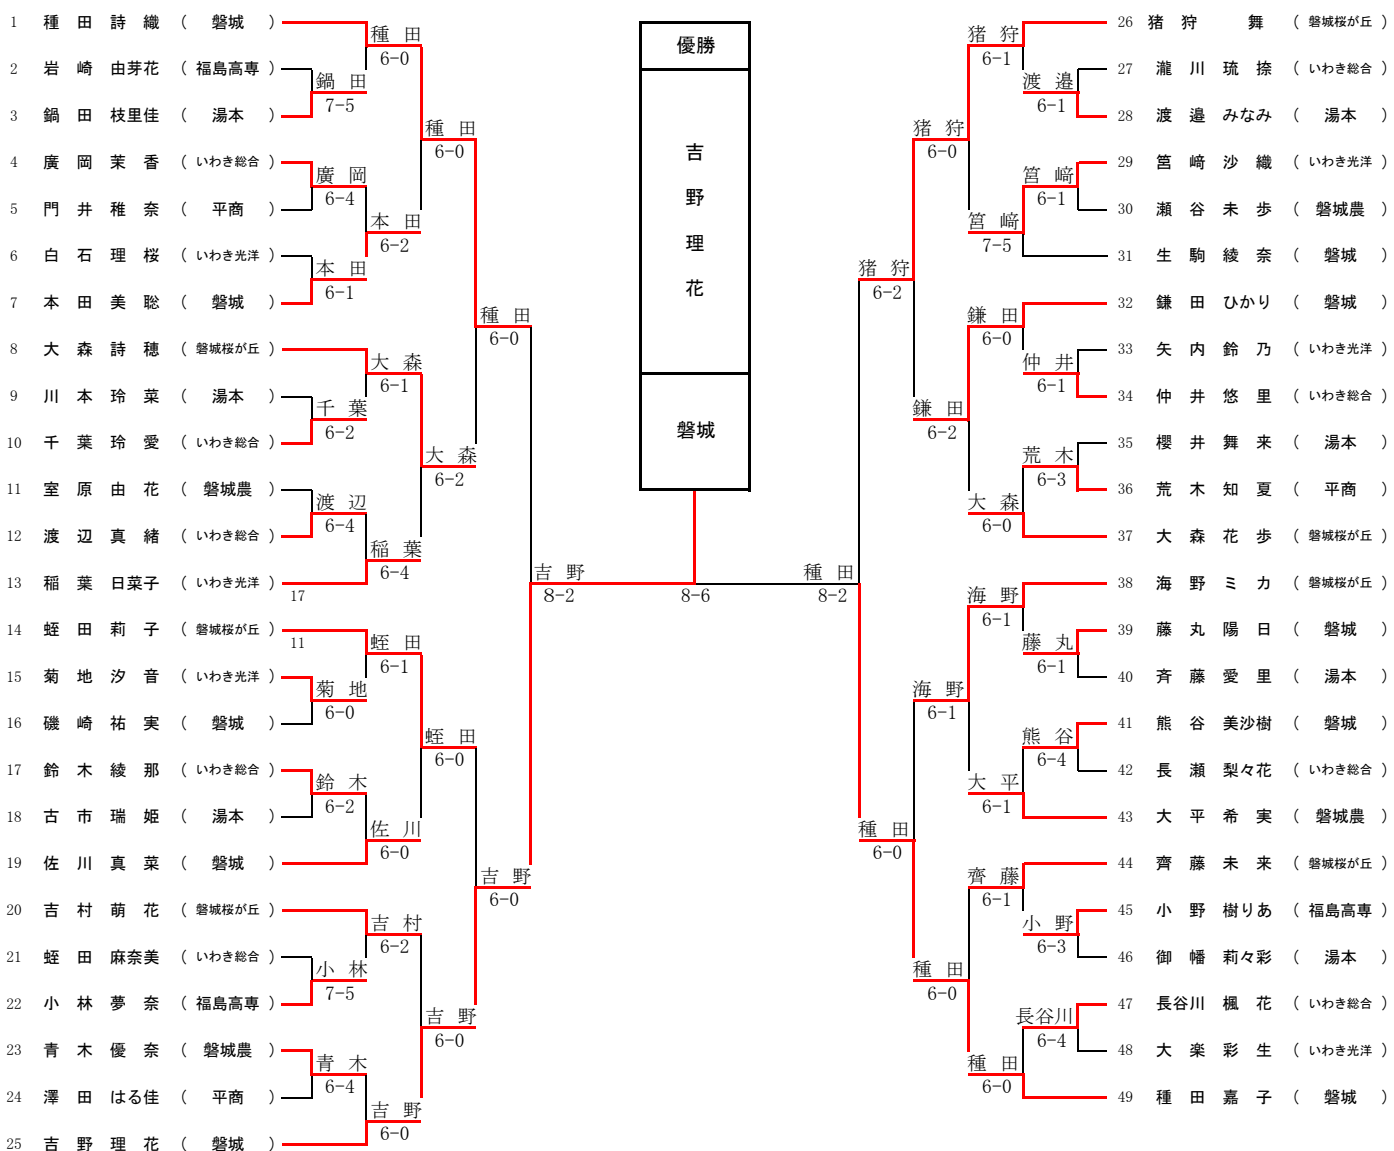 1 種田詩織 ( 磐城 )
2 岩崎由芽花 ( 福島高専 )
3 鍋田枝里佳 ( 湯本 )
4 廣岡茉香 ( いわき総合 )
5 門井稚奈 ( 平商 )
6 白石理桜 ( いわき光洋 )
7 本田美聡 ( 磐城 )
8 大森詩穂 ( 磐城桜が丘 )
9 川本玲菜 ( 湯本 )
10 千葉玲愛 ( いわき総合 )
11 室原由花 ( 磐城農 )
12 渡辺真緒 ( いわき総合 )
13 稲葉日菜子 ( いわき光洋 )
14 蛭田莉子 ( 磐城桜が丘 )
15 菊地汐音 ( いわき光洋 )
16 磯崎祐実 ( 磐城 )
17 鈴木綾那 ( いわき総合 )
18 古市瑞姫 ( 湯本 )
19 佐川真菜 ( 磐城 )
20 吉村萌花 ( 磐城桜が丘 )
21 蛭田麻奈美 ( いわき総合 )
22 小林夢奈 ( 福島高専 )
23 青木優奈 ( 磐城農 )
24 澤田はる佳 ( 平商 )
25 吉野理花 ( 磐城 )
鍋田
7-5
廣岡
6-4
本田
6-1
千葉
6-2
渡辺
6-4
17
11
菊地
6-0
鈴木
6-2
小林
7-5
青木
6-4
種田
6-0
本田
6-2
大森
6-1
稲葉
6-4
蛭田
6-1
佐川
6-0
吉村
6-2
吉野
6-0
種田
6-0
大森
6-2
蛭田
6-0
吉野
6-0
種田
6-0
吉野
6-0
吉野
8-2
優勝
吉野理花
磐城
8-6
種田
8-2
猪狩
6-2
種田
6-0
猪狩
6-0
鎌田
6-2
海野
6-1
種田
6-0
猪狩
6-1
筥﨑
7-5
鎌田
6-0
大森
6-0
海野
6-1
大平
6-1
齊藤
6-1
種田
6-0
渡邉
6-1
筥﨑
6-1
仲井
6-1
荒木
6-3
藤丸
6-1
熊谷
6-4
小野
6-3
長谷川
6-4
26 猪狩舞 ( 磐城桜が丘 )
27 瀧川琉捺 ( いわき総合 )
28 渡邉みなみ ( 湯本 )
29 筥﨑沙織 ( いわき光洋 )
30 瀬谷未歩 ( 磐城農 )
31 生駒綾奈 ( 磐城 )
32 鎌田ひかり ( 磐城 )
33 矢内鈴乃 ( いわき光洋 )
34 仲井悠里 ( いわき総合 )
35 櫻井舞来 ( 湯本 )
36 荒木知夏 ( 平商 )
37 大森花歩 ( 磐城桜が丘 )
38 海野ミカ ( 磐城桜が丘 )
39 藤丸陽日 ( 磐城 )
40 斉藤愛里 ( 湯本 )
41 熊谷美沙樹 ( 磐城 )
42 長瀬梨々花 ( いわき総合 )
43 大平希実 ( 磐城農 )
44 齊藤未来 ( 磐城桜が丘 )
45 小野樹りあ ( 福島高専 )
46 御幡莉々彩 ( 湯本 )
47 長谷川楓花 ( いわき総合 )
48 大楽彩生 ( いわき光洋 )
49 種田嘉子 ( 磐城 )